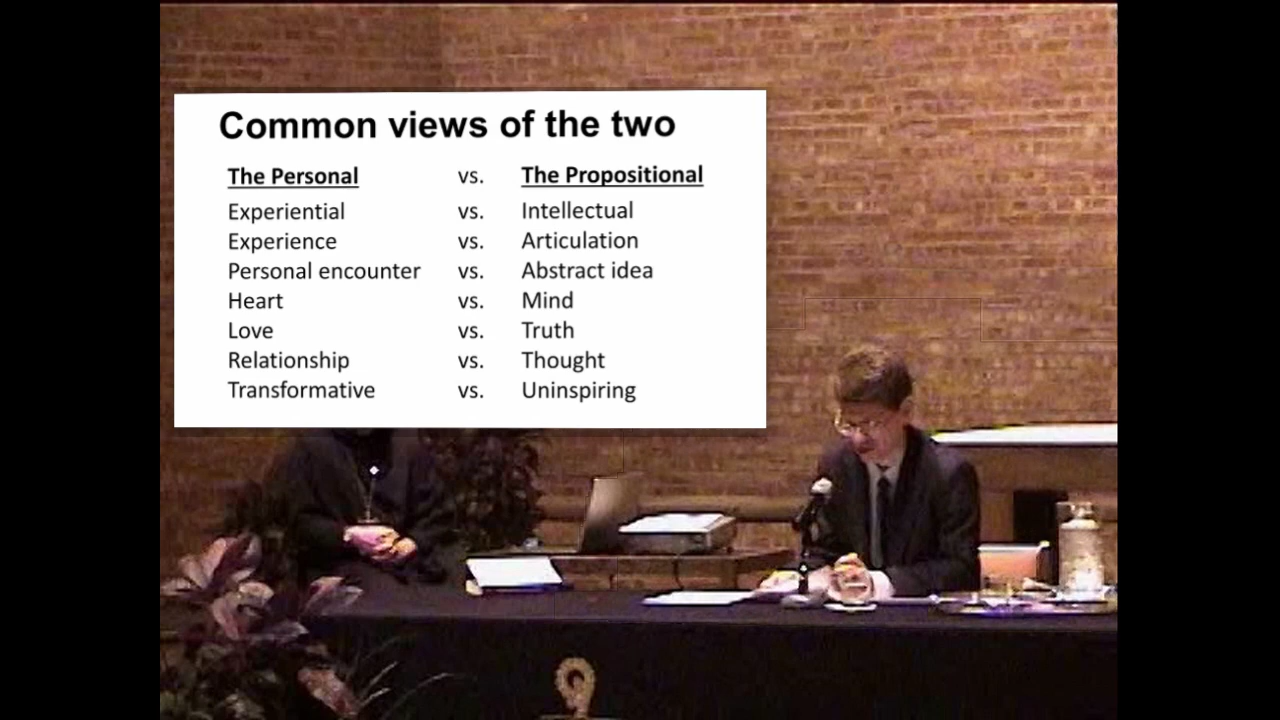 Common views of the two
The Personal vs. The Propositional
Experiential vs. Intellectual
Experience vs. Articulation
Personal encounter vs. Abstract idea
Heart vs. Mind
Love vs. Truth
Relationship vs. Thought
Transformative vs. Uninspiring